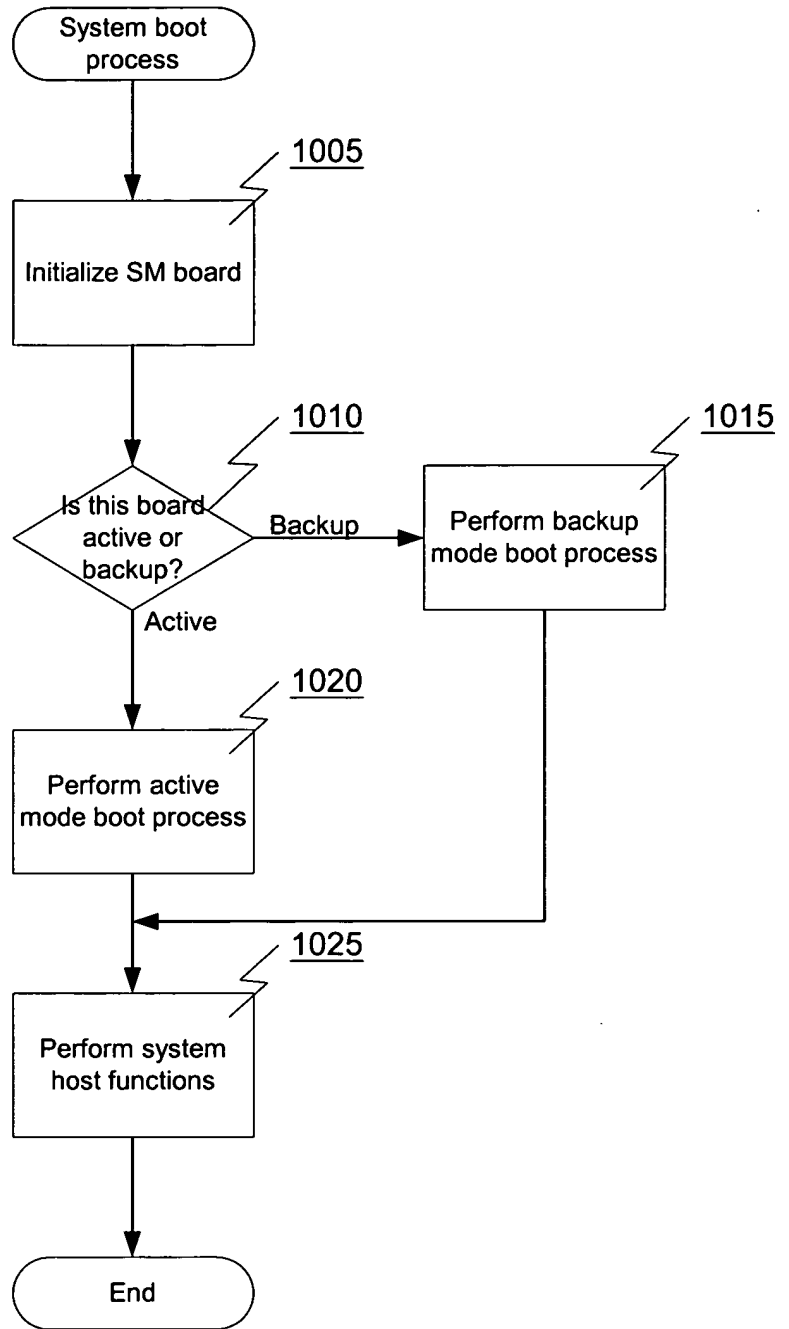 System boot
process
1005
Initialize SM board
1010
1015
Is this board
active or
backup?
Backup
Perform backup
mode boot process
Active
1020
Perform active
mode boot process
1025
Perform system
host functions
End